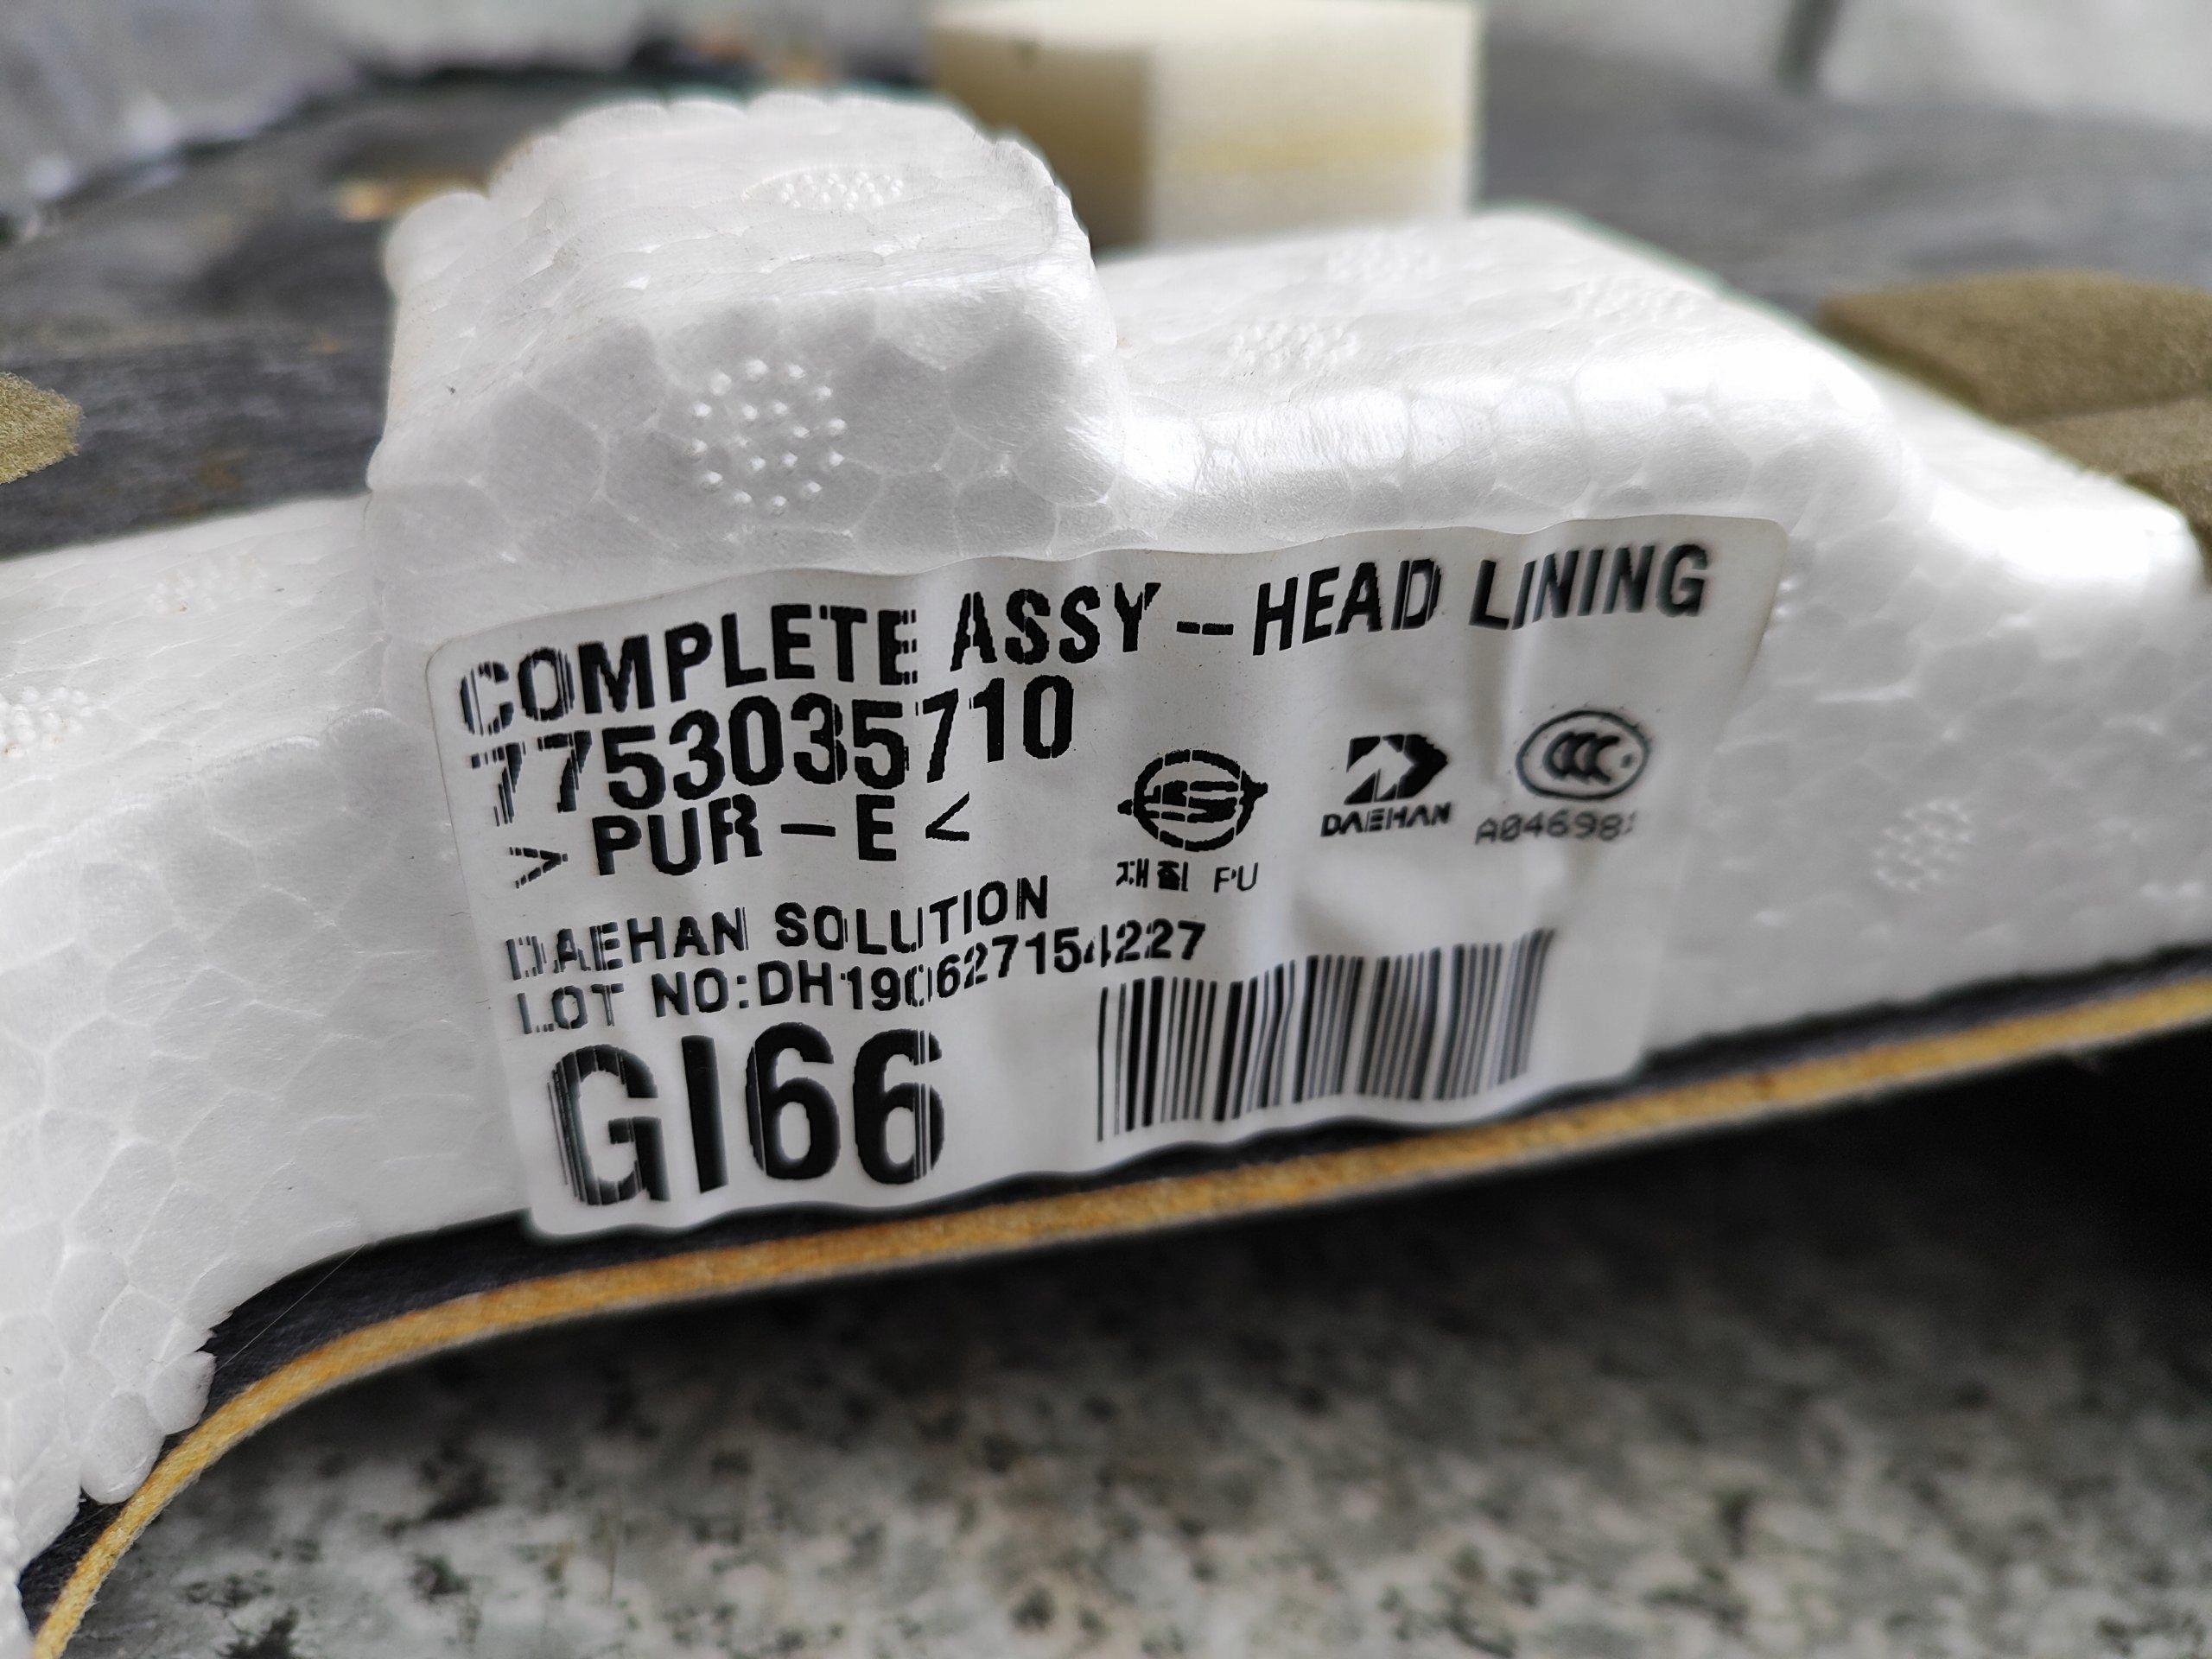 COMPLETE ASSY--HEAD LINING
7753035710
> PUR-E <
재질 PU
DAEHAN
DAEHAN SOLUTION
LOT NO:DH190627154227
GI66